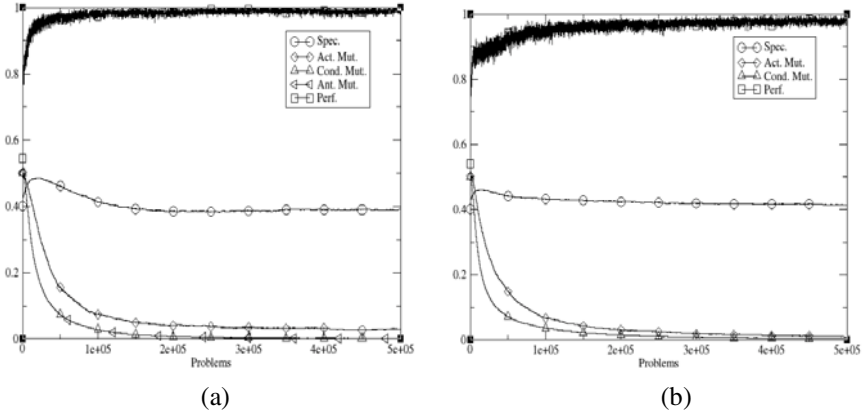 1
0.8
0.6
0.4
0.2
0
Spec.
Act. Mut.
Cond. Mut.
Ant. Mut.
Perf.
0 1e+05 2e+05 3e+05 4e+05 5e+05
Problems
(a)
1
0.8
0.6
0.4
0.2
0
Spec.
Act. Mut.
Cond. Mut.
Perf.
0 1e+05 2e+05 3e+05 4e+05 5e+05
Problems
(b)